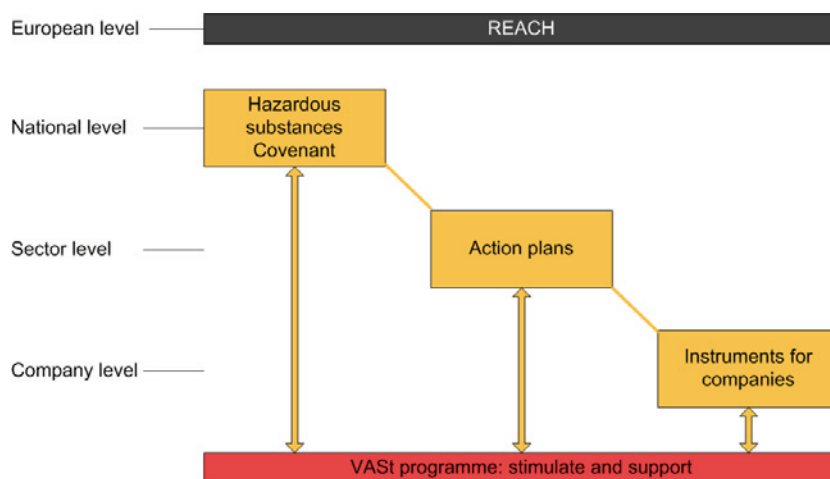 European level
REACH
National level
Hazardous
substances
Covenant
Sector level
Action plans
Company level
Instruments for
companies
VASt programme: stimulate and support